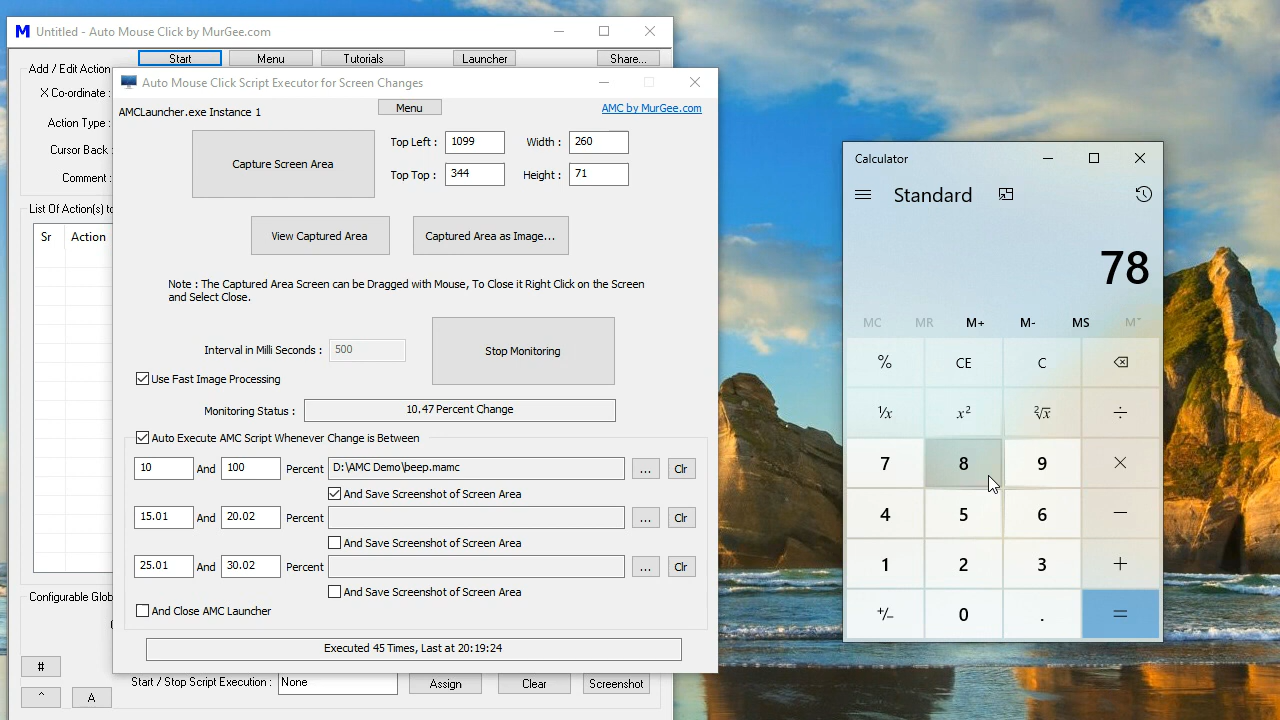 M Untitled - Auto Mouse Click by MurGee.com
Start Menu Tutorials Launcher Share...
Add / Edit Action
X Co-ordinate :
Action Type :
Cursor Back :
Comment :
List Of Action(s) to
Sr Action
Configurable Glob
#
^ A
Start / Stop Script Execution : None Assign Clear Screenshot
Auto Mouse Click Script Executor for Screen Changes
AMCLauncher.exe Instance 1 Menu AMC by MurGee.com
Capture Screen Area
Top Left : 1099 Width : 260
Top Top : 344 Height : 71
View Captured Area Captured Area as Image...
Note : The Captured Area Screen can be Dragged with Mouse, To Close it Right Click on the Screen
and Select Close.
Interval in Milli Seconds : 500 Stop Monitoring
Use Fast Image Processing
Monitoring Status : 10.47 Percent Change
Auto Execute AMC Script Whenever Change is Between
10 And 100 Percent D:\AMC Demo\beep.mamc ... Clr
And Save Screenshot of Screen Area
15.01 And 20.02 Percent ... Clr
And Save Screenshot of Screen Area
25.01 And 30.02 Percent ... Clr
And Save Screenshot of Screen Area
And Close AMC Launcher
Executed 45 Times, Last at 20:19:24
Calculator
Standard
78
MC MR M+ M- MS M˅
% CE C
¹/x x² ²√x ÷
7 8 9 ×
4 5 6 −
1 2 3 +
+/− 0 . =